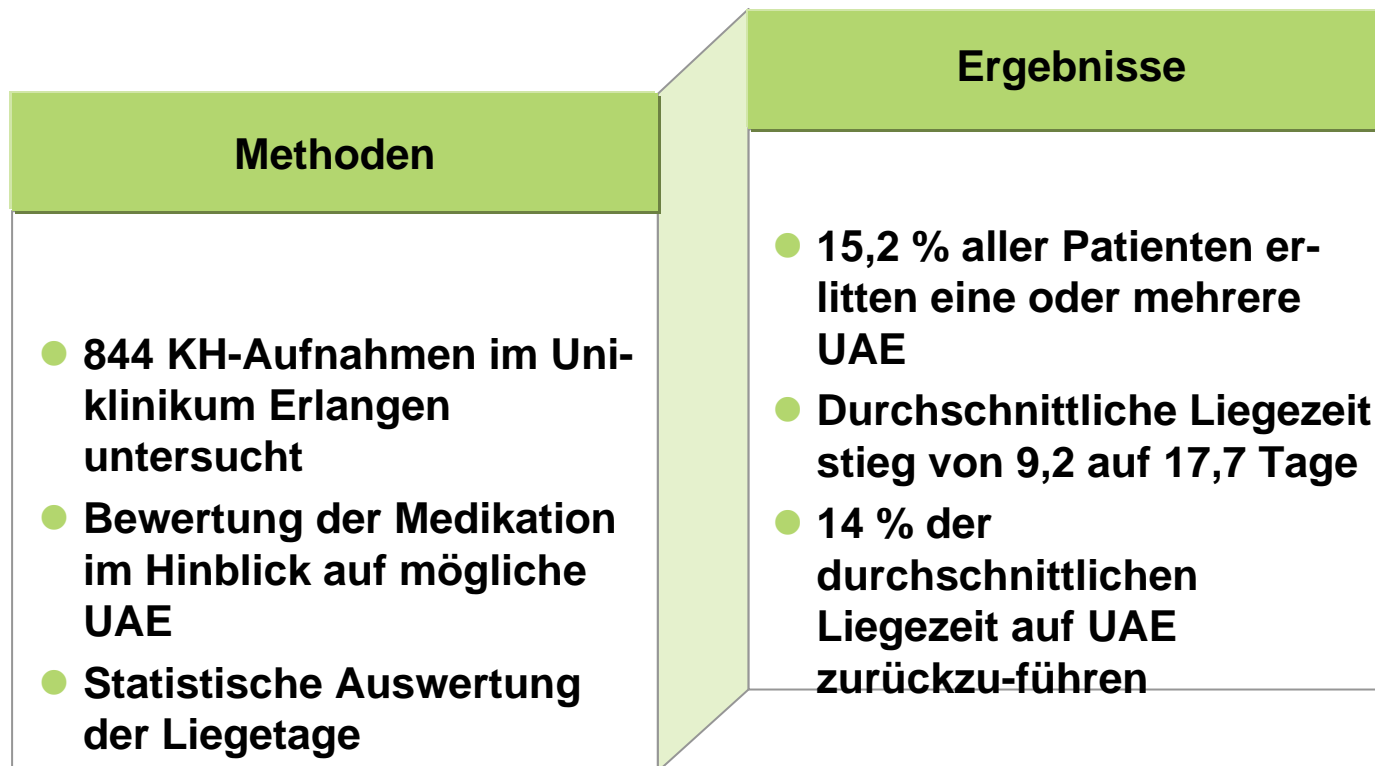 Methoden
844 KH-Aufnahmen im Uni-
klinikum Erlangen
untersucht
Bewertung der Medikation
im Hinblick auf mögliche
UAE
Statistische Auswertung
der Liegetage
Ergebnisse
15,2 % aller Patienten er-
litten eine oder mehrere
UAE
Durchschnittliche Liegezeit
stieg von 9,2 auf 17,7 Tage
14 % der
durchschnittlichen
Liegezeit auf UAE
zurückzu-führen